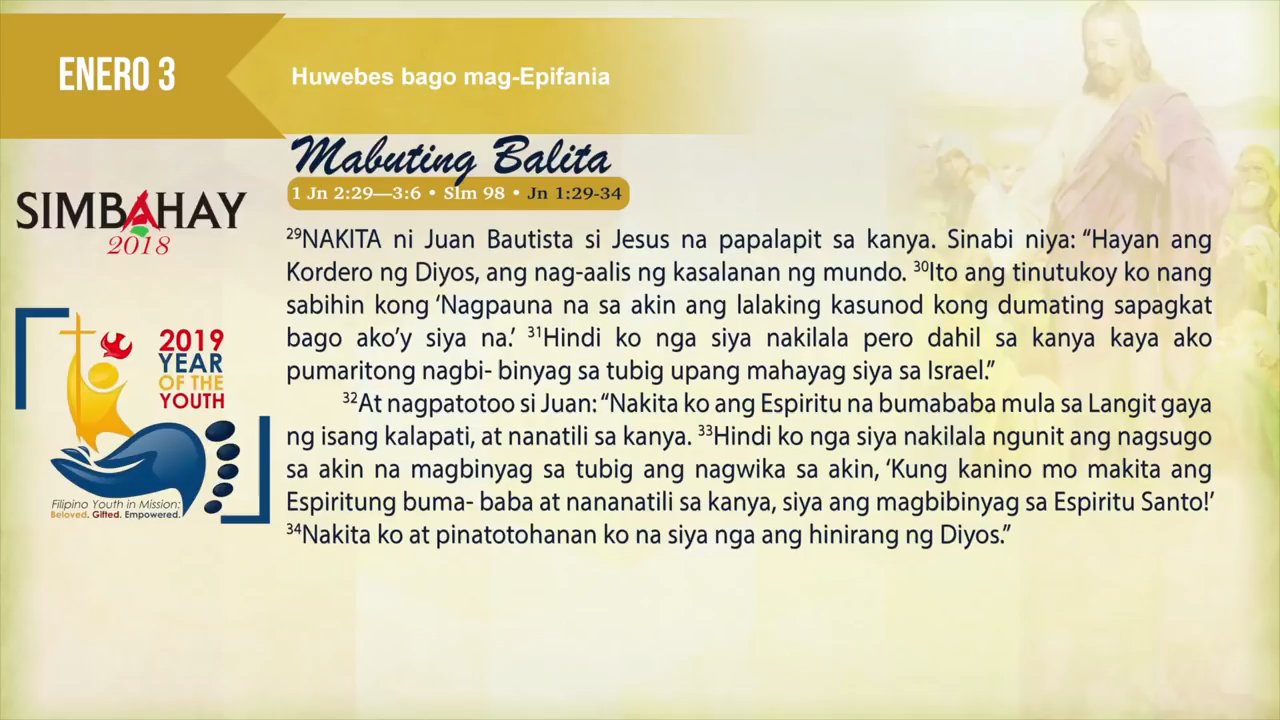 ENERO 3
Huwebes bago mag-Epifania
Mabuting Balita
1 Jn 2:29—3:6 • Slm 98 • Jn 1:29-34
SIMBAHAY
2018
2019
YEAR
OF THE
YOUTH
Filipino Youth in Mission:
Beloved. Gifted. Empowered.
²⁹NAKITA ni Juan Bautista si Jesus na papalapit sa kanya. Sinabi niya: “Hayan ang
Kordero ng Diyos, ang nag-aalis ng kasalanan ng mundo. ³⁰Ito ang tinutukoy ko nang
sabihin kong ‘Nagpauna na sa akin ang lalaking kasunod kong dumating sapagkat
bago ako’y siya na.’ ³¹Hindi ko nga siya nakilala pero dahil sa kanya kaya ako
pumaritong nagbi- binyag sa tubig upang mahayag siya sa Israel.”
³²At nagpatotoo si Juan: “Nakita ko ang Espiritu na bumababa mula sa Langit gaya
ng isang kalapati, at nanatili sa kanya. ³³Hindi ko nga siya nakilala ngunit ang nagsugo
sa akin na magbinyag sa tubig ang nagwika sa akin, ‘Kung kanino mo makita ang
Espiritung buma- baba at nananatili sa kanya, siya ang magbibinyag sa Espiritu Santo!’
³⁴Nakita ko at pinatotohanan ko na siya nga ang hinirang ng Diyos.”